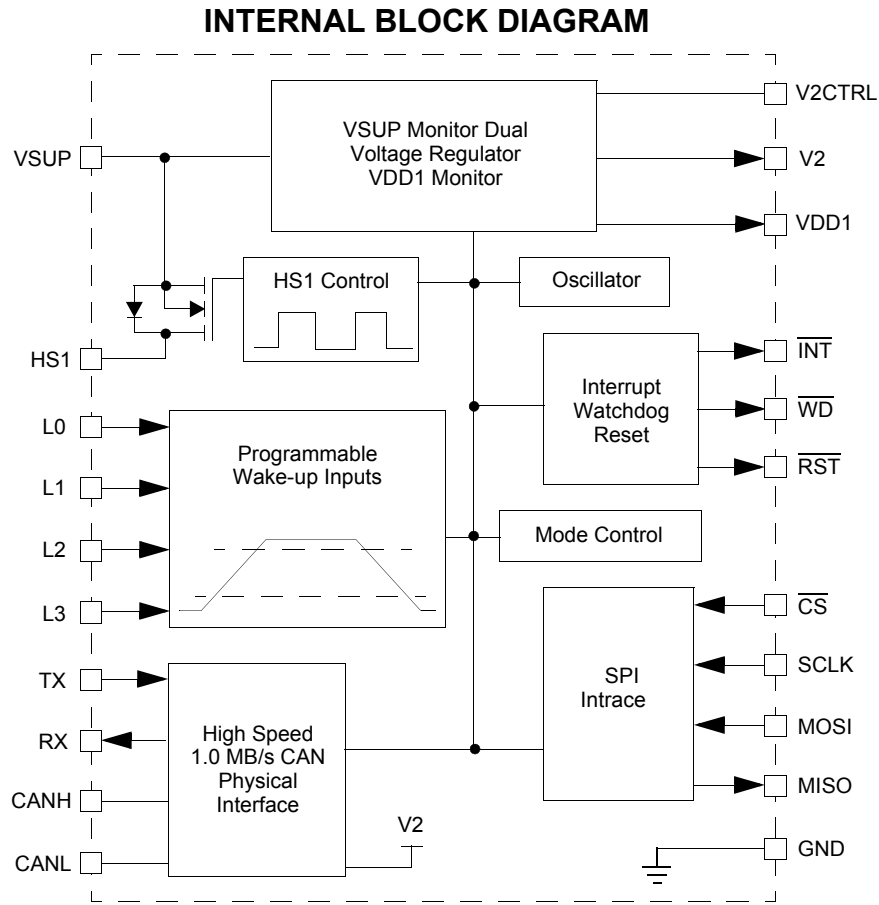 INTERNAL BLOCK DIAGRAM
V2CTRL
VSUP Monitor Dual
Voltage Regulator
VDD1 Monitor
VSUP
V2
VDD1
HS1 Control
Oscillator
HS1
INT
Interrupt
Watchdog
Reset
WD
RST
L0
Programmable
Wake-up Inputs
L1
L2
L3
Mode Control
CS
SCLK
SPI
Intrace
MOSI
MISO
TX
RX
High Speed
1.0 MB/s CAN
Physical
Interface
CANH
CANL
V2
GND